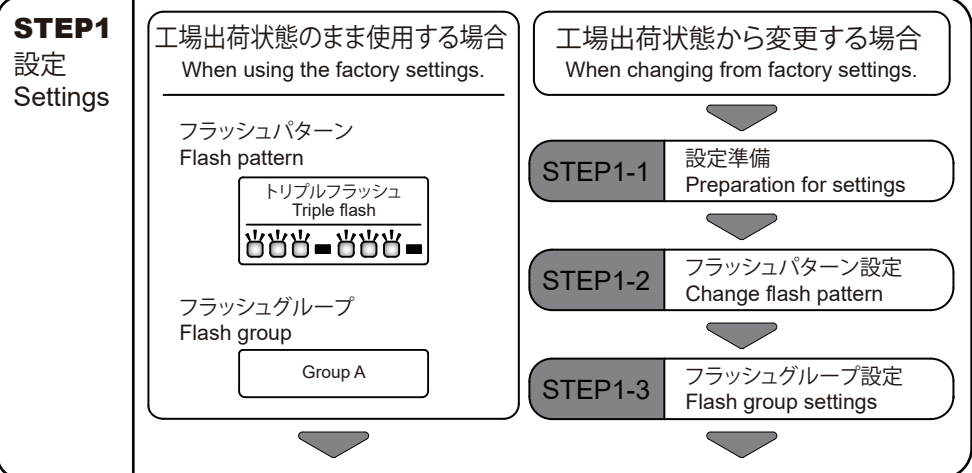 STEP1
設定
Settings
工場出荷状態のまま使用する場合
When using the factory settings.
フラッシュパターン
Flash pattern
トリプルフラッシュ
Triple flash
フラッシュグループ
Flash group
Group A
工場出荷状態から変更する場合
When changing from factory settings.
STEP1-1
設定準備
Preparation for settings
STEP1-2
フラッシュパターン設定
Change flash pattern
STEP1-3
フラッシュグループ設定
Flash group settings